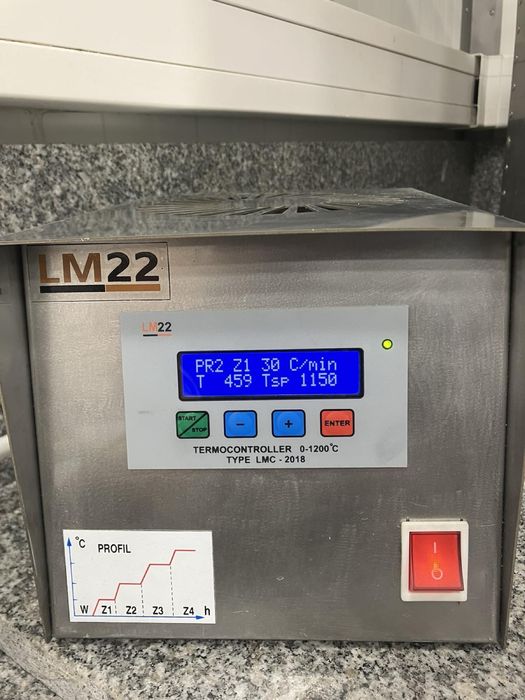 LM22
LM22
PR2 Z1 30 C/min
T 459 Tsp 1150
START/STOP
-
+
ENTER
TERMOCONTROLLER 0-1200°C
TYPE LMC - 2018
°C PROFIL
W Z1 Z2 Z3 Z4 h